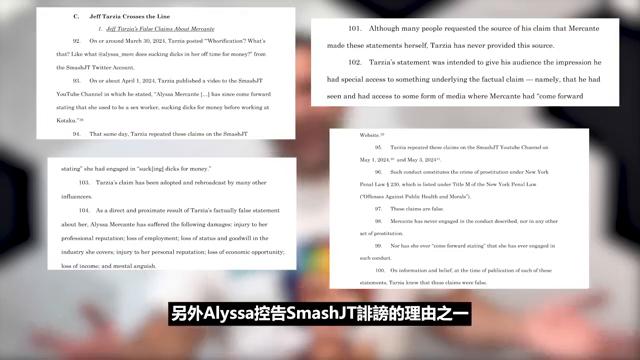 C. Jeff Tarzia Crosses the Line
1. Jeff Tarzia's False Claims About Mercante
92. On or around March 30, 2024, Tarzia posted "Whorification'? What's
that? Like what @alyssa_merc does sucking dicks in her off time for money?" from
the SmashJT Twitter Account.
93. On or about April 1, 2024, Tarzia published a video to the SmashJT
YouTube Channel in which he stated, "Alyssa Mercante […] has since come forward
stating that she used to be a sex worker, sucking dicks for money before working at
Kotaku."
94. That same day, Tarzia repeated these claims on the SmashJT
Website.
95. Tarzia repeated these claims on the SmashJT Youtube Channel on
May 1, 2024, and May 3, 2024.
96. Such conduct constitutes the crime of prostitution under New York
Penal Law § 230, which is listed under Title M of the New York Penal Law
("Offenses Against Public Health and Morals").
97. These claims are false.
98. Mercante has never engaged in the conduct described, nor in any other
act of prostitution.
99. Nor has she ever "come forward stating" that she has ever engaged in
such conduct.
100. On information and belief, at the time of publication of each of these
statements, Tarzia knew that these claims were false.
101. Although many people requested the source of his claim that Mercante
made these statements herself, Tarzia has never provided this source.
102. Tarzia's statement was intended to give his audience the impression he
had special access to something underlying the factual claim — namely, that he had
seen and had access to some form of media where Mercante had "come forward
stating" she had engaged in "suck[ing] dicks for money."
103. Tarzia's claim has been adopted and rebroadcast by many other
influencers.
104. As a direct and proximate result of Tarzia's factually false statement
about her, Alyssa Mercante has suffered the following damages: injury to her
professional reputation; loss of employment; loss of status and goodwill in the
industry she covers; injury to her personal reputation; loss of economic opportunity;
loss of income; and mental anguish.
另外Alyssa控告SmashJT誹謗的理由之一